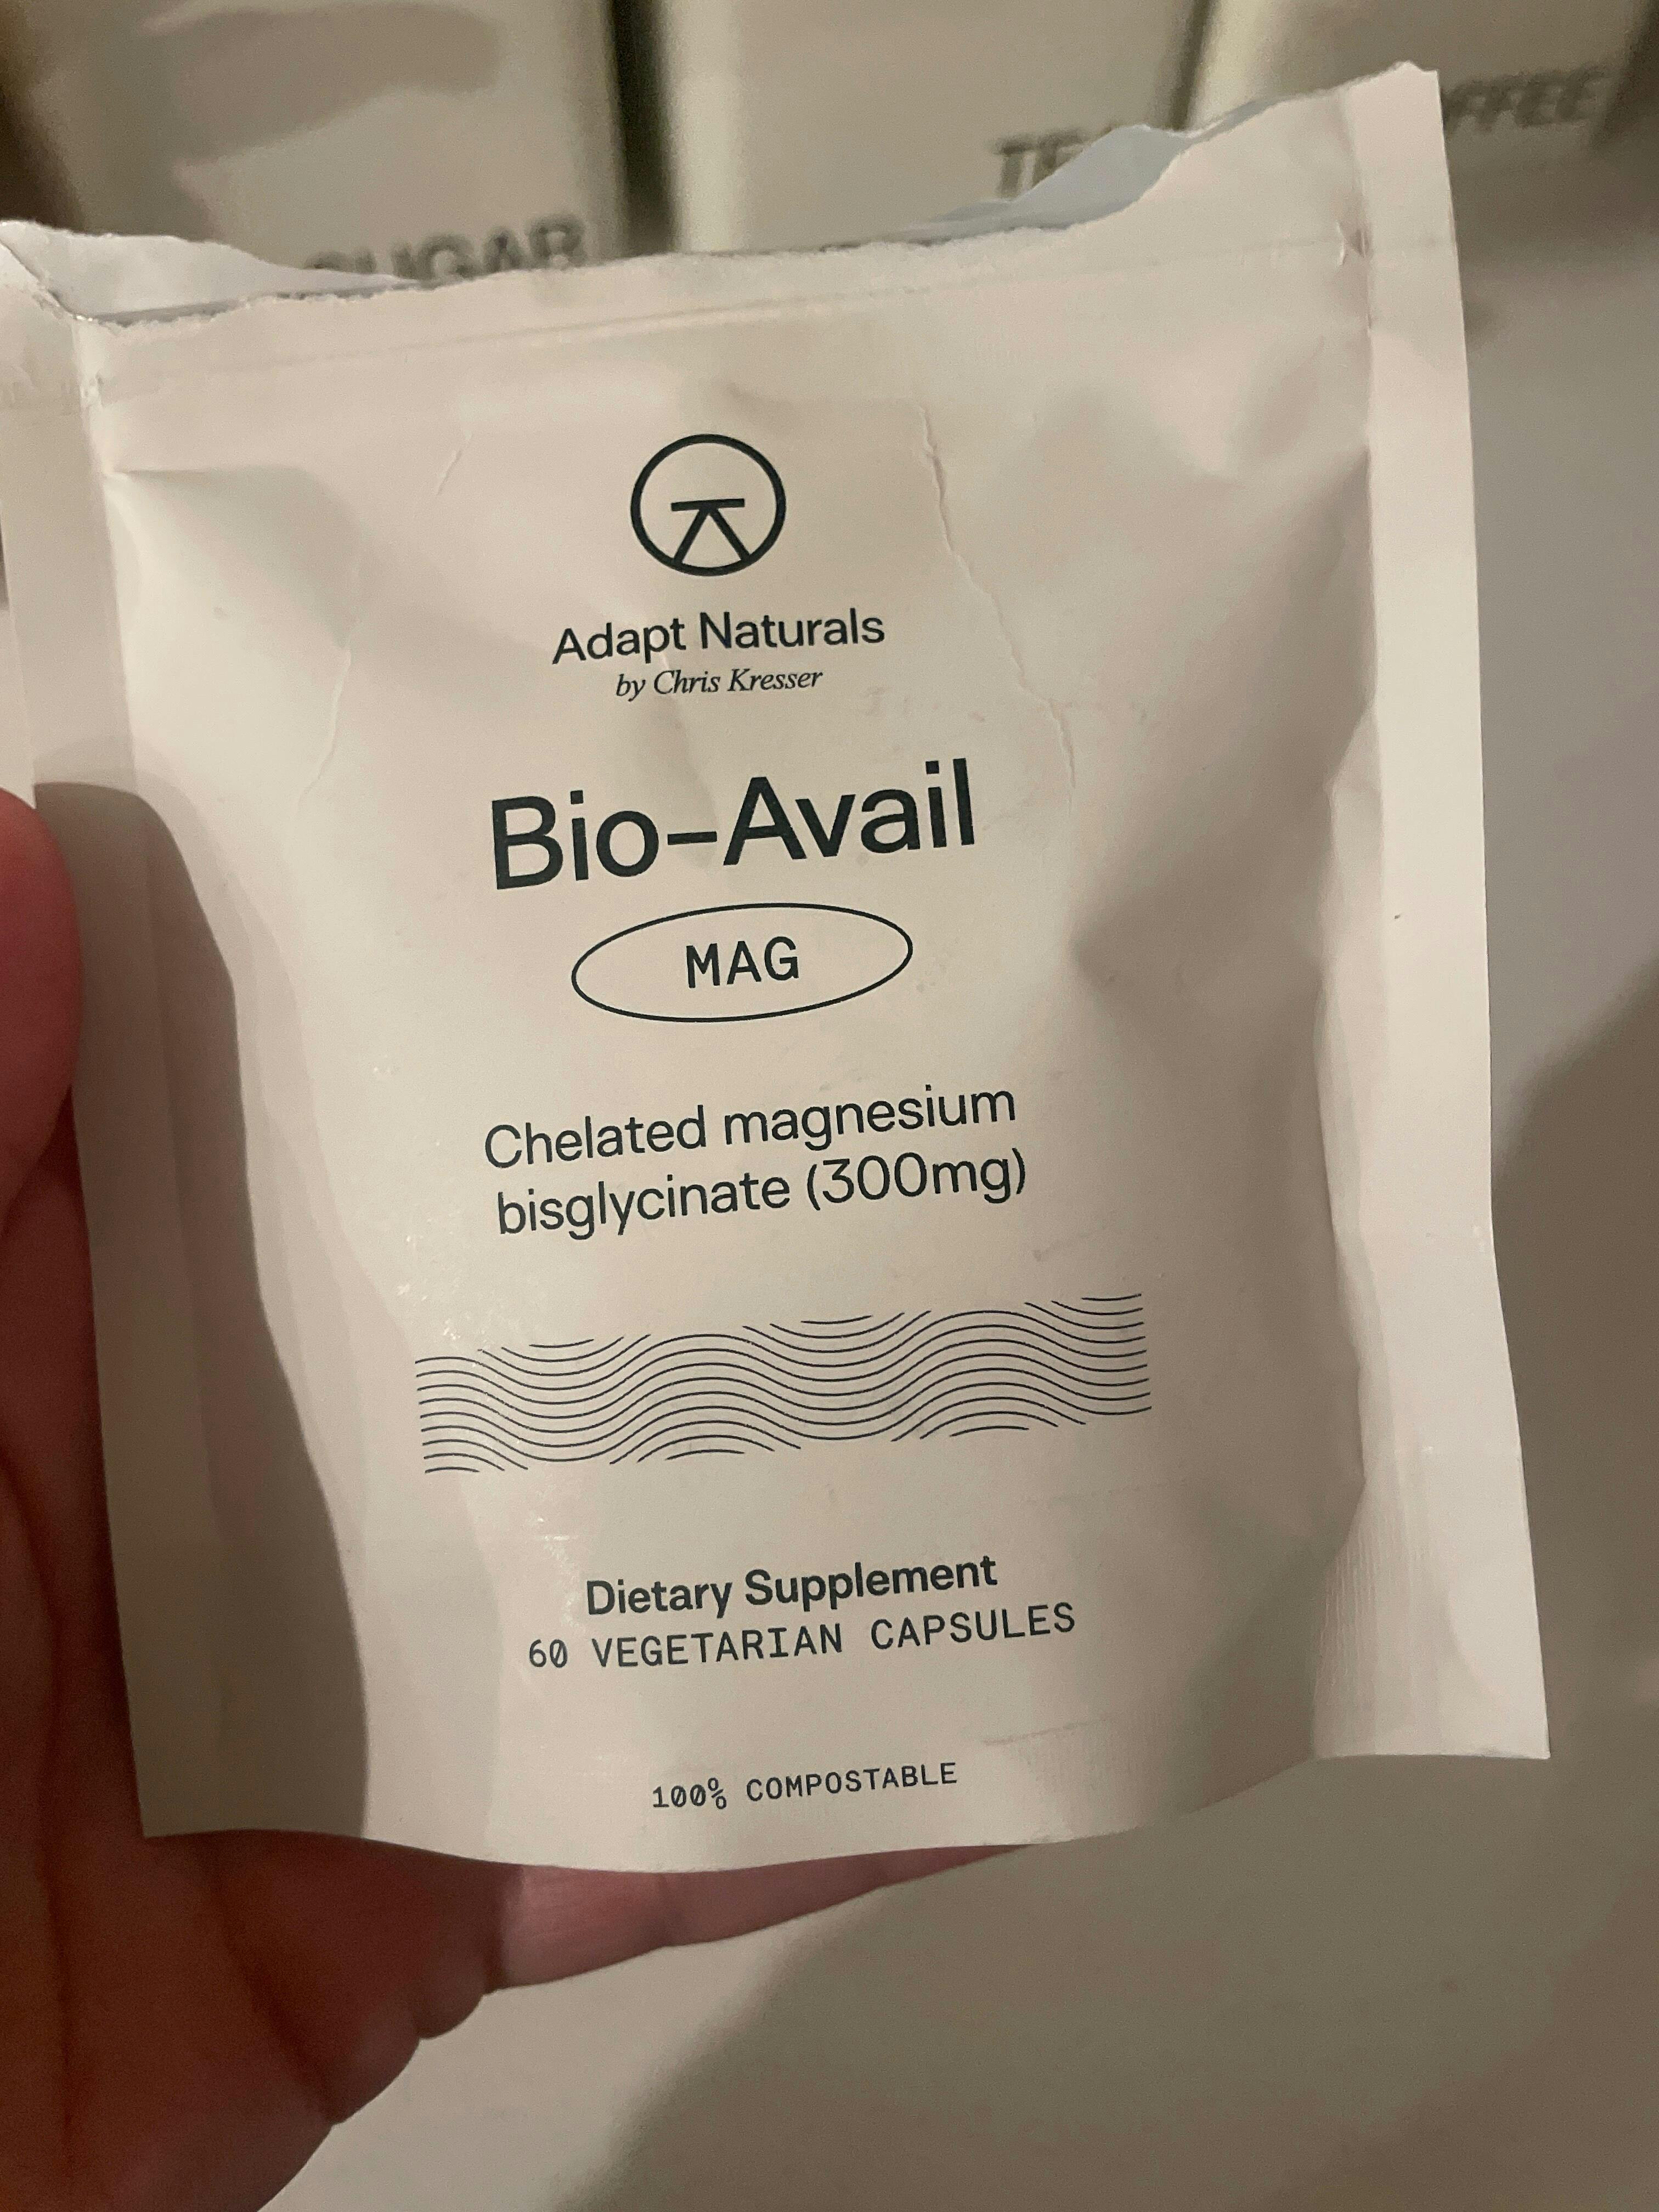 SUGAR
Adapt Naturals
by Chris Kresser
Bio-Avail
MAG
Chelated magnesium
bisglycinate (300mg)
Dietary Supplement
60 VEGETARIAN CAPSULES
100% COMPOSTABLE